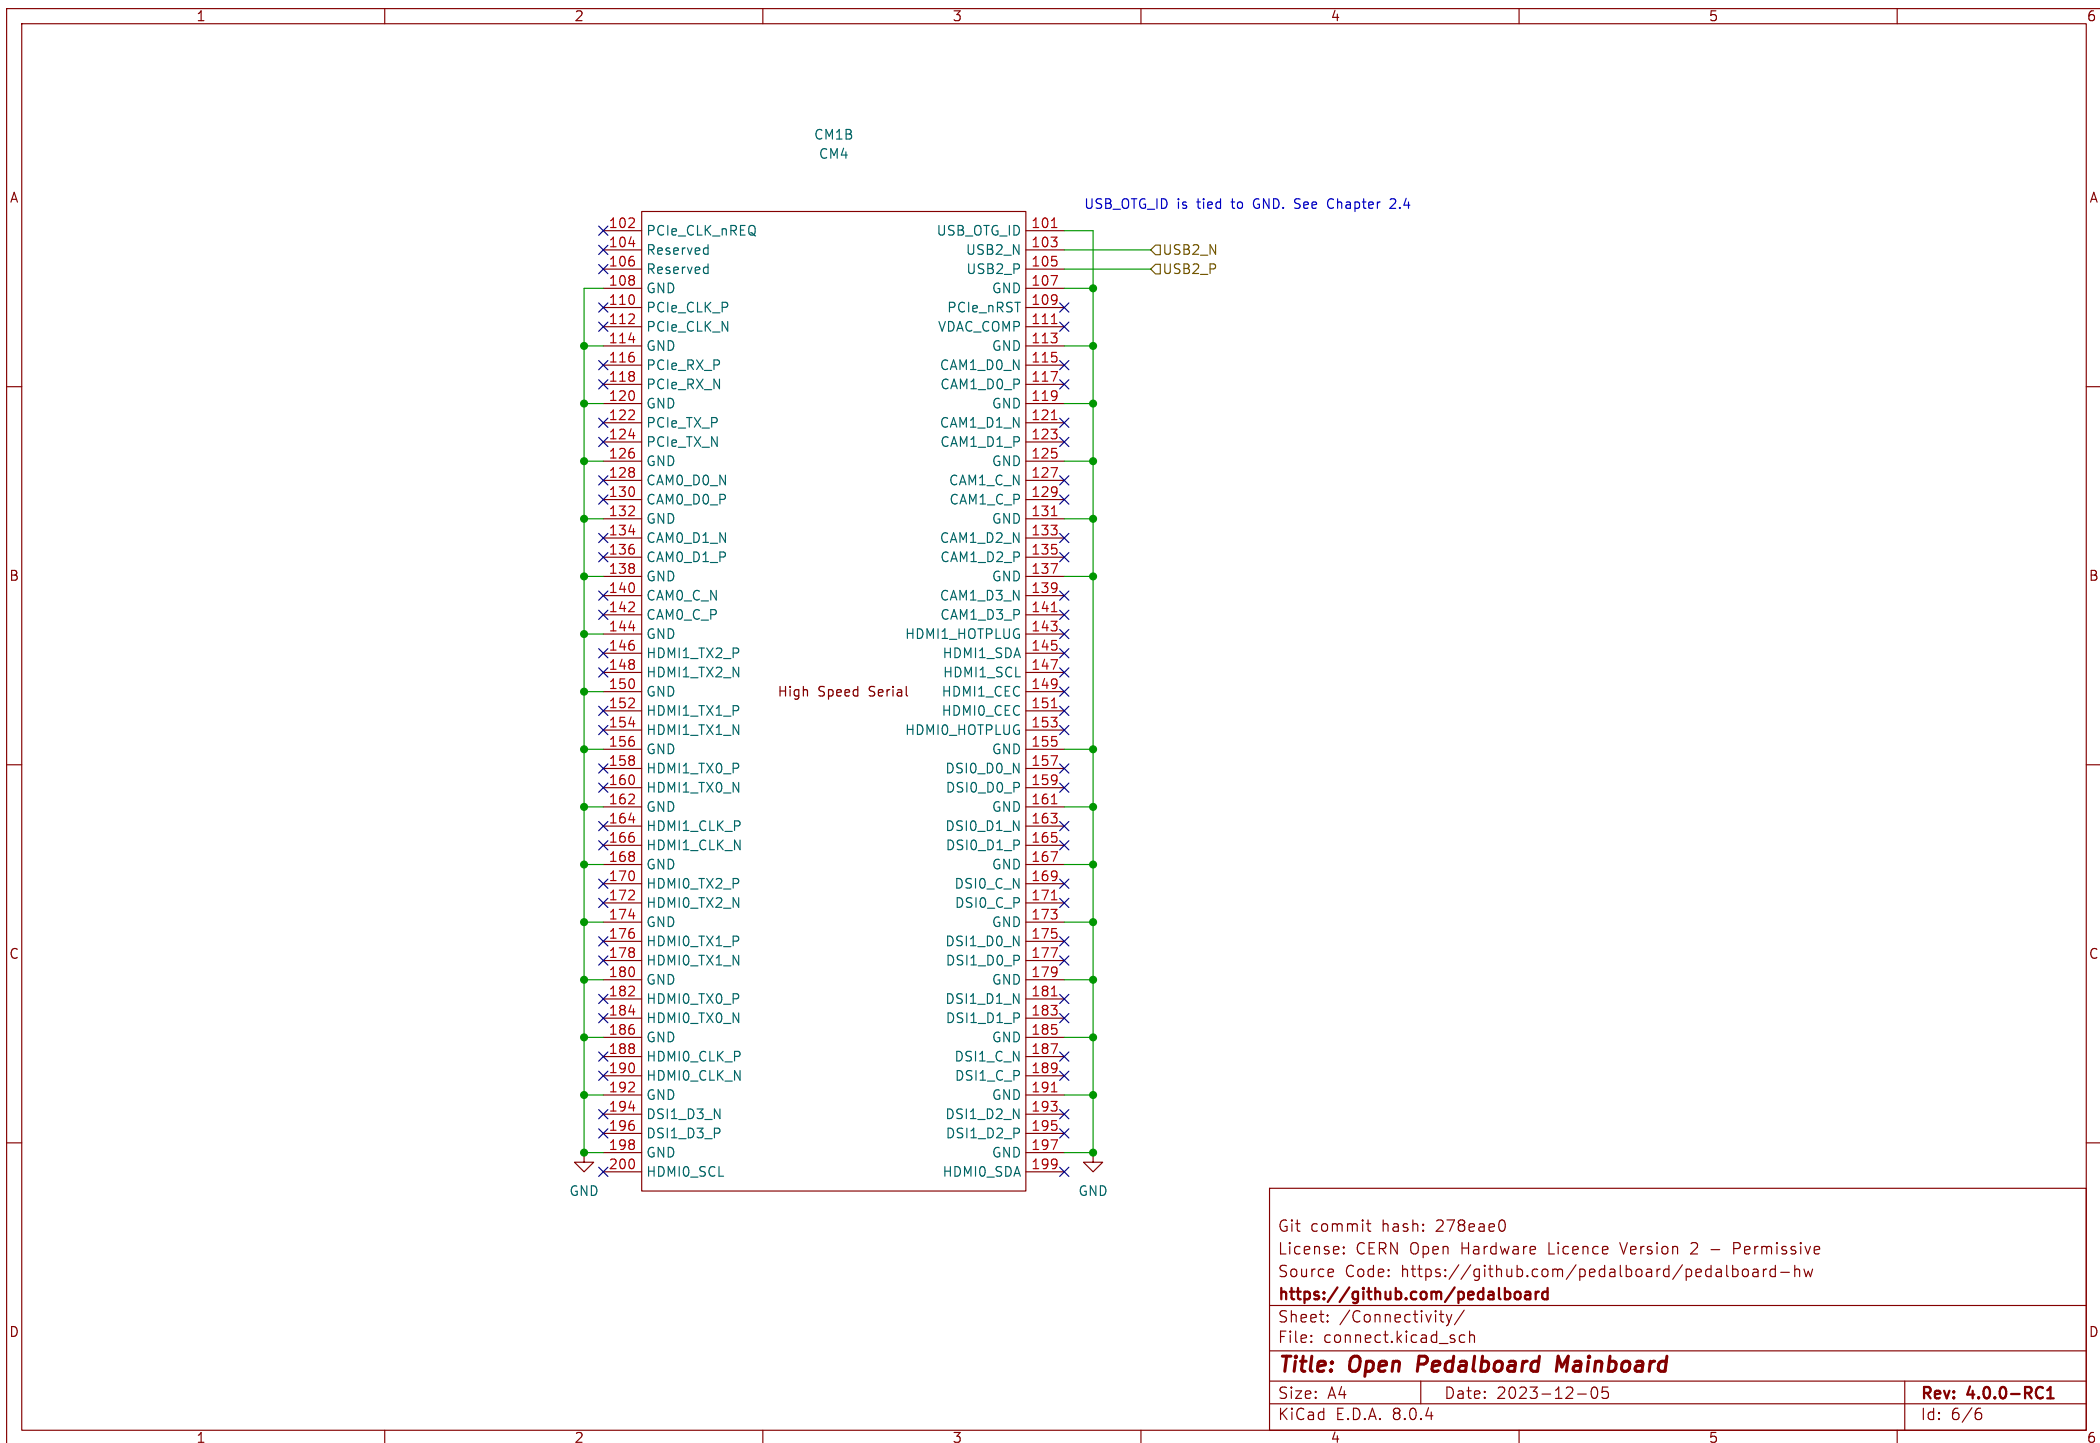 1 2 3 4 5 6
CM1B
CM4
A A
USB_OTG_ID is tied to GND. See Chapter 2.4
102 PCIe_CLK_nREQ USB_OTG_ID 101
104 Reserved USB2_N 103 USB2_N
106 Reserved USB2_P 105 USB2_P
108 GND GND 107
110 PCIe_CLK_P PCIe_nRST 109
112 PCIe_CLK_N VDAC_COMP 111
114 GND GND 113
116 PCIe_RX_P CAM1_D0_N 115
118 PCIe_RX_N CAM1_D0_P 117
120 GND GND 119
122 PCIe_TX_P CAM1_D1_N 121
124 PCIe_TX_N CAM1_D1_P 123
126 GND GND 125
128 CAM0_D0_N CAM1_C_N 127
130 CAM0_D0_P CAM1_C_P 129
132 GND GND 131
134 CAM0_D1_N CAM1_D2_N 133
136 CAM0_D1_P CAM1_D2_P 135
B 138 GND GND 137 B
140 CAM0_C_N CAM1_D3_N 139
142 CAM0_C_P CAM1_D3_P 141
144 GND HDMI1_HOTPLUG 143
146 HDMI1_TX2_P HDMI1_SDA 145
148 HDMI1_TX2_N HDMI1_SCL 147
150 GND High Speed Serial HDMI1_CEC 149
152 HDMI1_TX1_P HDMI0_CEC 151
154 HDMI1_TX1_N HDMI0_HOTPLUG 153
156 GND GND 155
158 HDMI1_TX0_P DSI0_D0_N 157
160 HDMI1_TX0_N DSI0_D0_P 159
162 GND GND 161
164 HDMI1_CLK_P DSI0_D1_N 163
166 HDMI1_CLK_N DSI0_D1_P 165
168 GND GND 167
170 HDMI0_TX2_P DSI0_C_N 169
172 HDMI0_TX2_N DSI0_C_P 171
174 GND GND 173
176 HDMI0_TX1_P DSI1_D0_N 175
C 178 HDMI0_TX1_N DSI1_D0_P 177 C
180 GND GND 179
182 HDMI0_TX0_P DSI1_D1_N 181
184 HDMI0_TX0_N DSI1_D1_P 183
186 GND GND 185
188 HDMI0_CLK_P DSI1_C_N 187
190 HDMI0_CLK_N DSI1_C_P 189
192 GND GND 191
194 DSI1_D3_N DSI1_D2_N 193
196 DSI1_D3_P DSI1_D2_P 195
198 GND GND 197
200 HDMI0_SCL HDMI0_SDA 199
GND GND
Git commit hash: 278eae0
License: CERN Open Hardware Licence Version 2 - Permissive
Source Code: https://github.com/pedalboard/pedalboard-hw
https://github.com/pedalboard
Sheet: /Connectivity/
D D
File: connect.kicad_sch
Title: Open Pedalboard Mainboard
Size: A4 Date: 2023-12-05 Rev: 4.0.0-RC1
KiCad E.D.A. 8.0.4 Id: 6/6
1 2 3 4 5 6